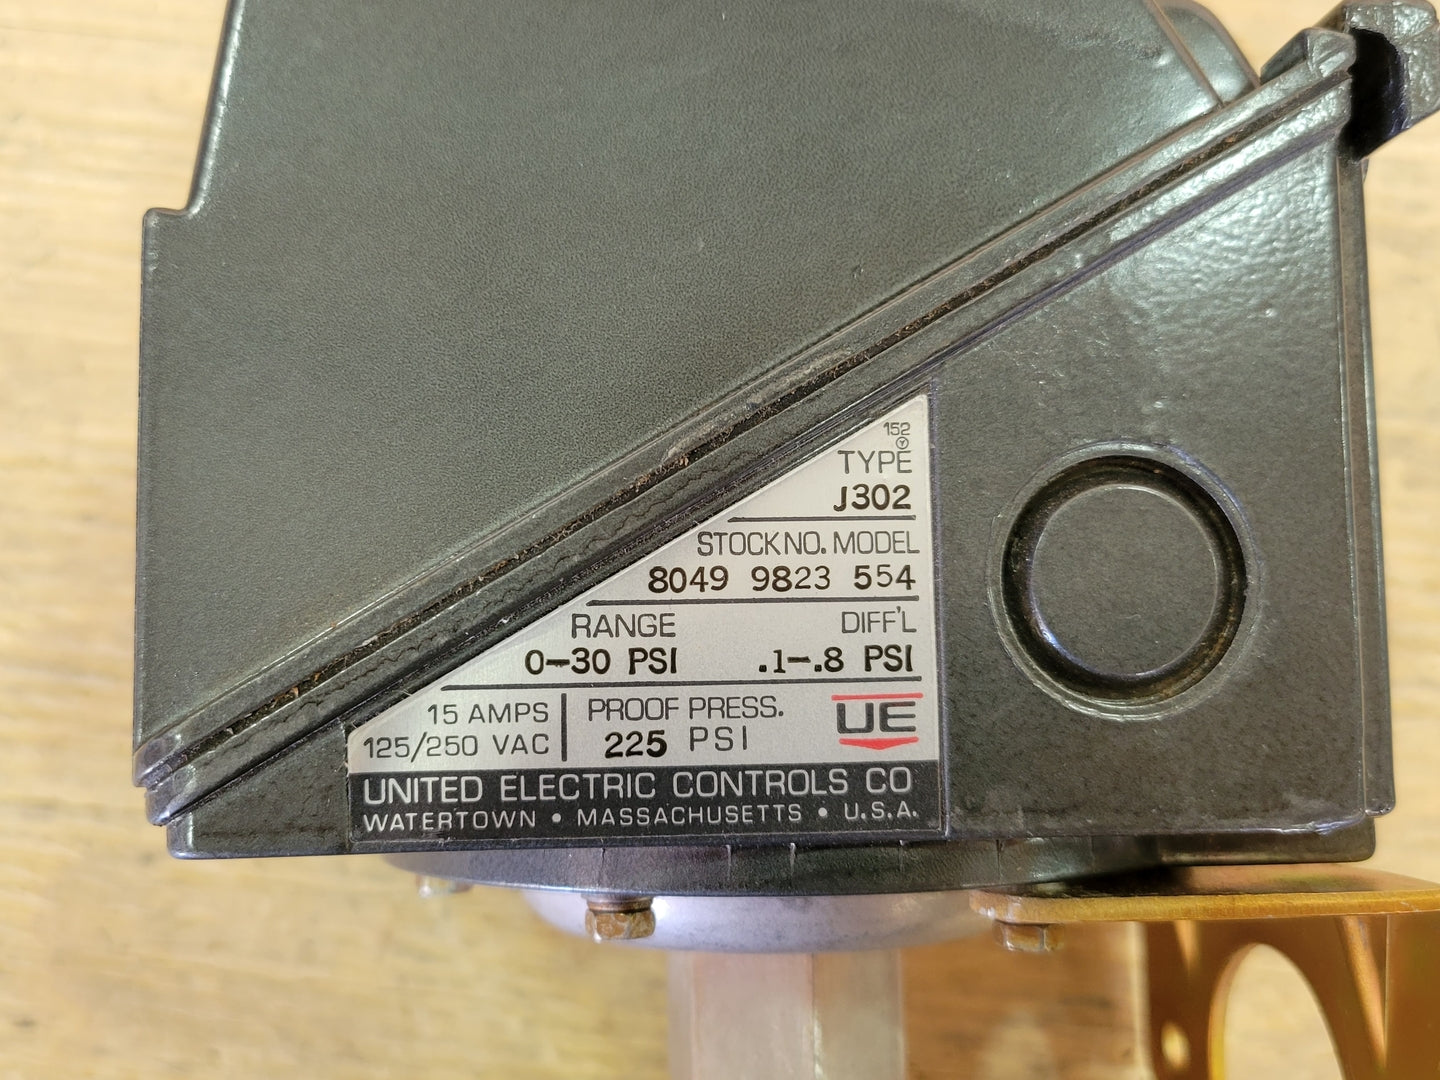 152
Y
TYPE
J302
STOCK NO. MODEL
8049 9823 554
RANGE DIFF'L
0-30 PSI .1-.8 PSI
15 AMPS
125/250 VAC
PROOF PRESS.
225 PSI
UE
UNITED ELECTRIC CONTROLS CO
WATERTOWN • MASSACHUSETTS • U.S.A.